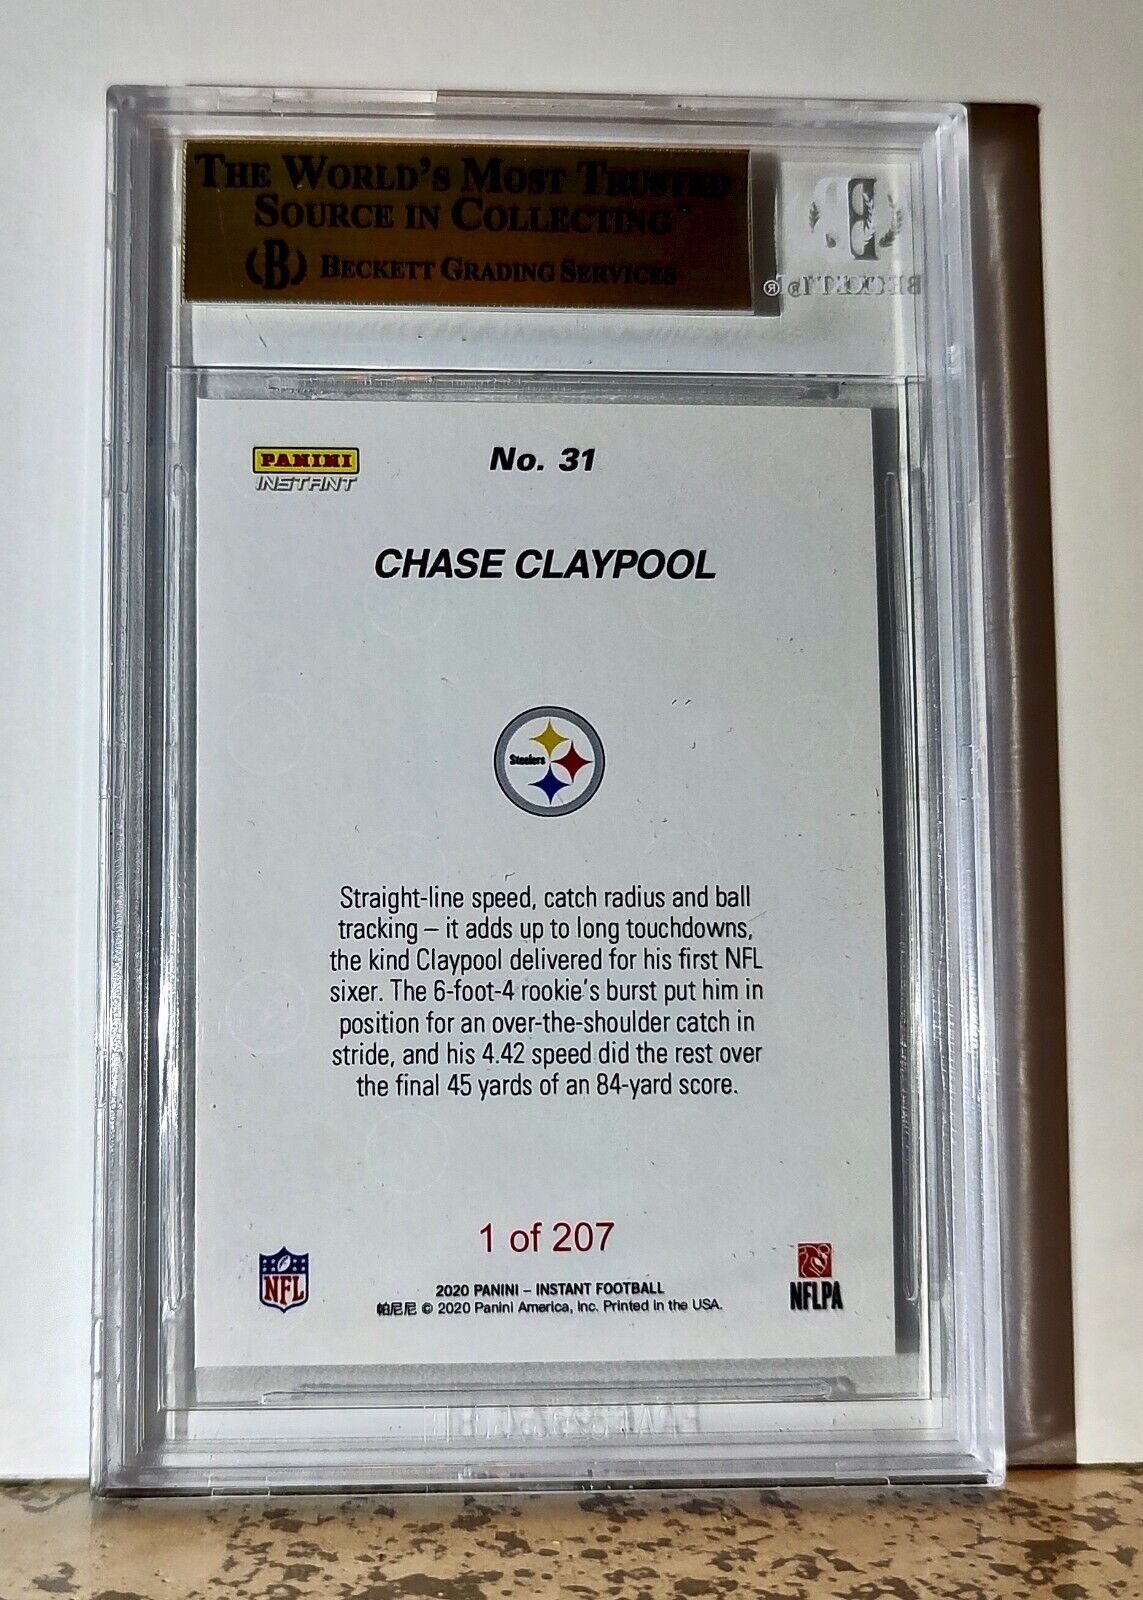 THE WORLD'S MOST TRUSTED
SOURCE IN COLLECTING™
(B) BECKETT GRADING SERVICES
BECKETT ®
PANINI
INSTANT
No. 31
CHASE CLAYPOOL
Steelers
Straight-line speed, catch radius and ball
tracking – it adds up to long touchdowns,
the kind Claypool delivered for his first NFL
sixer. The 6-foot-4 rookie's burst put him in
position for an over-the-shoulder catch in
stride, and his 4.42 speed did the rest over
the final 45 yards of an 84-yard score.
1 of 207
NFL
2020 PANINI – INSTANT FOOTBALL
帕尼尼 © 2020 Panini America, Inc. Printed in the USA.
NFLPA